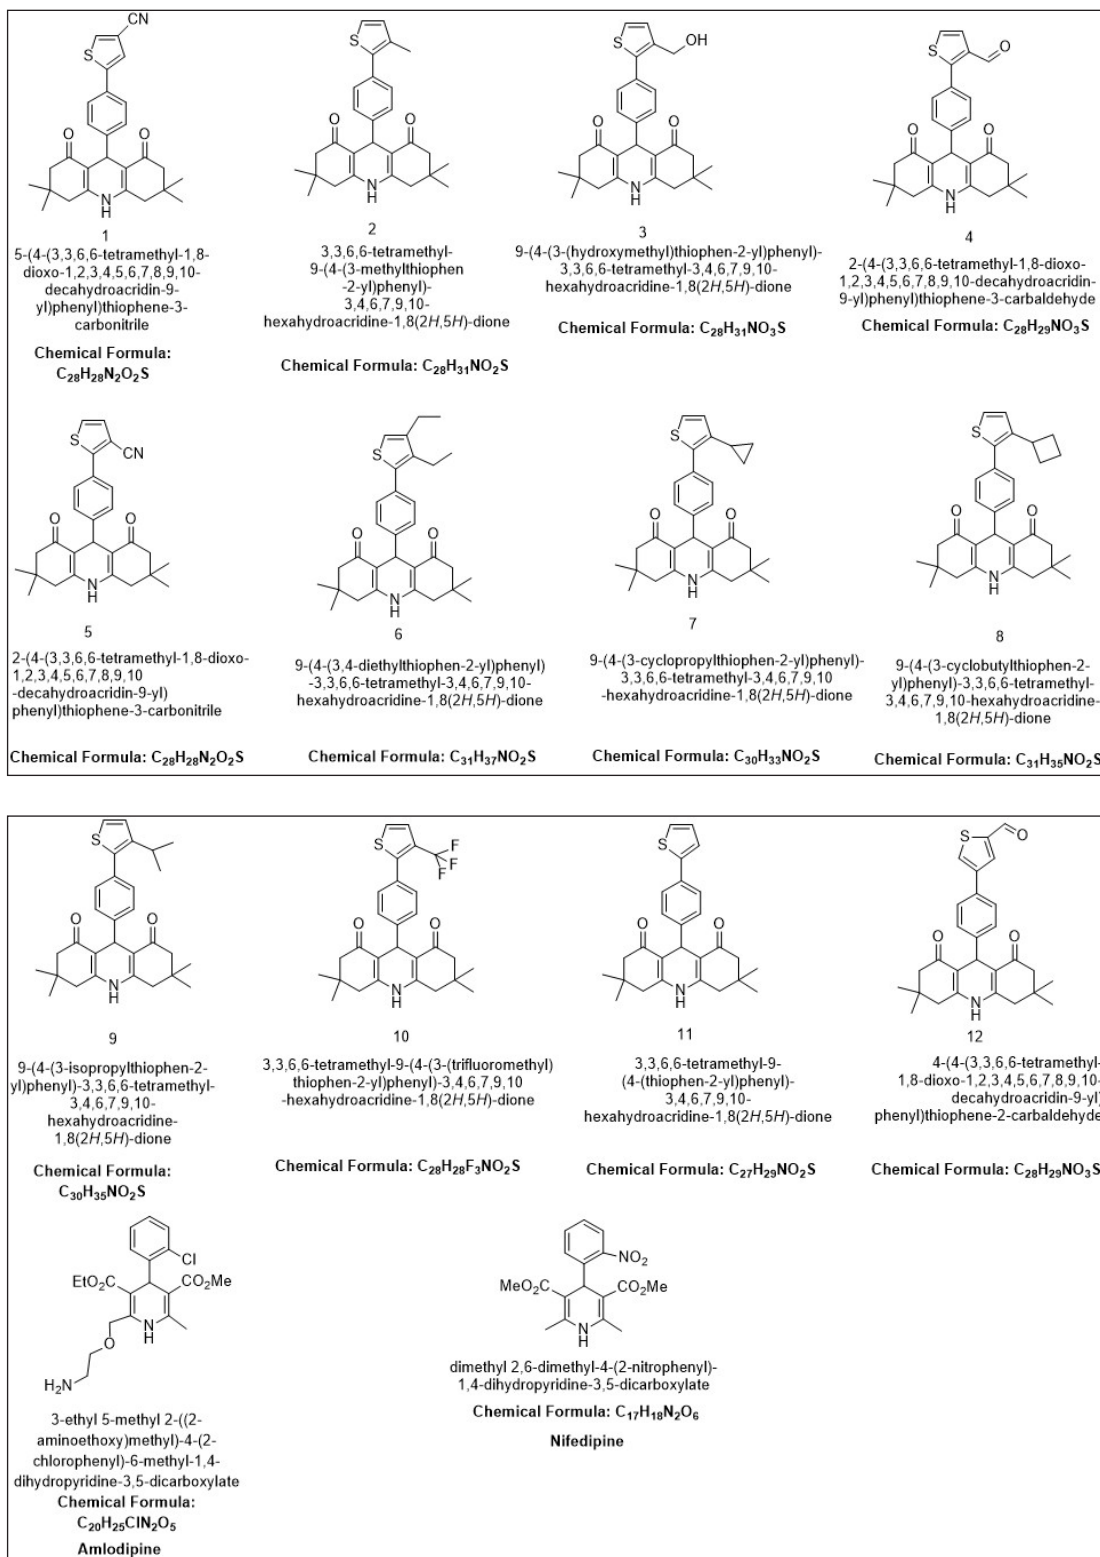 CN
S
O
O
N
H
1
5-(4-(3,3,6,6-tetramethyl-1,8-
dioxo-1,2,3,4,5,6,7,8,9,10-
decahydroacridin-9-
yl)phenyl)thiophene-3-
carbonitrile
Chemical Formula:
C28H28N2O2S
S
O
O
N
H
2
3,3,6,6-tetramethyl-
9-(4-(3-methylthiophen
-2-yl)phenyl)-
3,4,6,7,9,10-
hexahydroacridine-1,8(2H,5H)-dione
Chemical Formula: C28H31NO2S
S
OH
O
O
N
H
3
9-(4-(3-(hydroxymethyl)thiophen-2-yl)phenyl)-
3,3,6,6-tetramethyl-3,4,6,7,9,10-
hexahydroacridine-1,8(2H,5H)-dione
Chemical Formula: C28H31NO3S
S
O
O
O
N
H
4
2-(4-(3,3,6,6-tetramethyl-1,8-dioxo-
1,2,3,4,5,6,7,8,9,10-decahydroacridin-
9-yl)phenyl)thiophene-3-carbaldehyde
Chemical Formula: C28H29NO3S
S
CN
O
O
N
H
5
2-(4-(3,3,6,6-tetramethyl-1,8-dioxo-
1,2,3,4,5,6,7,8,9,10
-decahydroacridin-9-yl)
phenyl)thiophene-3-carbonitrile
Chemical Formula: C28H28N2O2S
S
O
O
N
H
6
9-(4-(3,4-diethylthiophen-2-yl)phenyl)
-3,3,6,6-tetramethyl-3,4,6,7,9,10-
hexahydroacridine-1,8(2H,5H)-dione
Chemical Formula: C31H37NO2S
S
O
O
N
H
7
9-(4-(3-cyclopropylthiophen-2-yl)phenyl)-
3,3,6,6-tetramethyl-3,4,6,7,9,10
-hexahydroacridine-1,8(2H,5H)-dione
Chemical Formula: C30H33NO2S
S
O
O
N
H
8
9-(4-(3-cyclobutylthiophen-2-
yl)phenyl)-3,3,6,6-tetramethyl-
3,4,6,7,9,10-hexahydroacridine-
1,8(2H,5H)-dione
Chemical Formula: C31H35NO2S
S
O
O
N
H
9
9-(4-(3-isopropylthiophen-2-
yl)phenyl)-3,3,6,6-tetramethyl-
3,4,6,7,9,10-
hexahydroacridine-
1,8(2H,5H)-dione
Chemical Formula:
C30H35NO2S
S
F
F
F
O
O
N
H
10
3,3,6,6-tetramethyl-9-(4-(3-(trifluoromethyl)
thiophen-2-yl)phenyl)-3,4,6,7,9,10
-hexahydroacridine-1,8(2H,5H)-dione
Chemical Formula: C28H28F3NO2S
S
O
O
N
H
11
3,3,6,6-tetramethyl-9-
(4-(thiophen-2-yl)phenyl)-
3,4,6,7,9,10-
hexahydroacridine-1,8(2H,5H)-dione
Chemical Formula: C27H29NO2S
S
O
O
O
N
H
12
4-(4-(3,3,6,6-tetramethyl-
1,8-dioxo-1,2,3,4,5,6,7,8,9,10-
decahydroacridin-9-yl)
phenyl)thiophene-2-carbaldehyde
Chemical Formula: C28H29NO3S
Cl
EtO2C
CO2Me
N
H
O
H2N
3-ethyl 5-methyl 2-((2-
aminoethoxy)methyl)-4-(2-
chlorophenyl)-6-methyl-1,4-
dihydropyridine-3,5-dicarboxylate
Chemical Formula:
C20H25ClN2O5
Amlodipine
NO2
MeO2C
CO2Me
N
H
dimethyl 2,6-dimethyl-4-(2-nitrophenyl)-
1,4-dihydropyridine-3,5-dicarboxylate
Chemical Formula: C17H18N2O6
Nifedipine